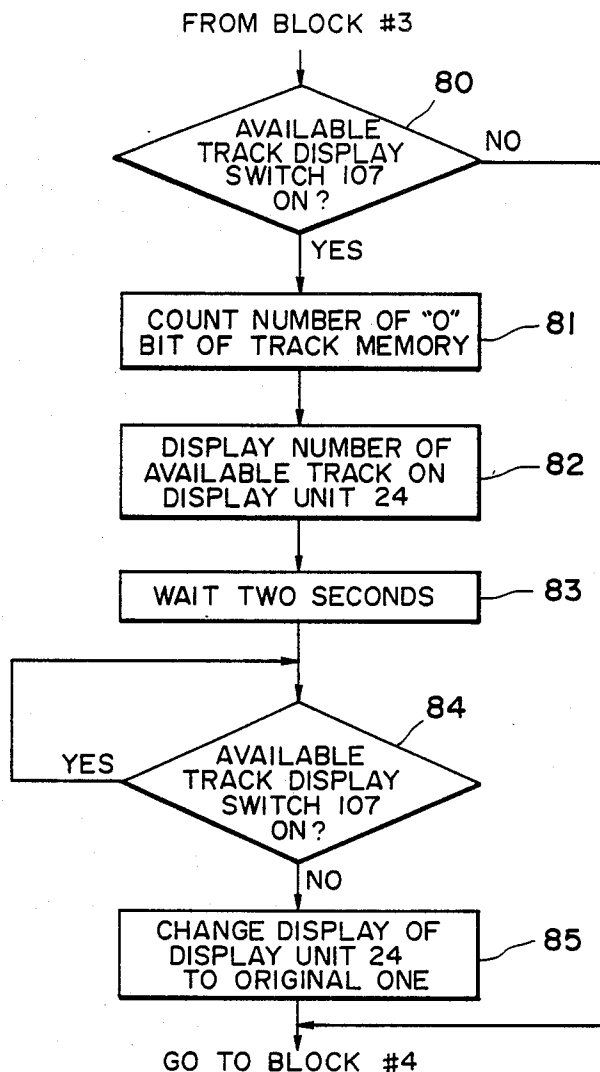 FROM BLOCK #3
80
AVAILABLE
TRACK DISPLAY
SWITCH 107
ON?
NO
YES
COUNT NUMBER OF "0"
BIT OF TRACK MEMORY
81
DISPLAY NUMBER OF
AVAILABLE TRACK ON
DISPLAY UNIT 24
82
WAIT TWO SECONDS
83
84
AVAILABLE
TRACK DISPLAY
SWITCH 107
ON?
YES
NO
CHANGE DISPLAY OF
DISPLAY UNIT 24
TO ORIGINAL ONE
85
GO TO BLOCK #4